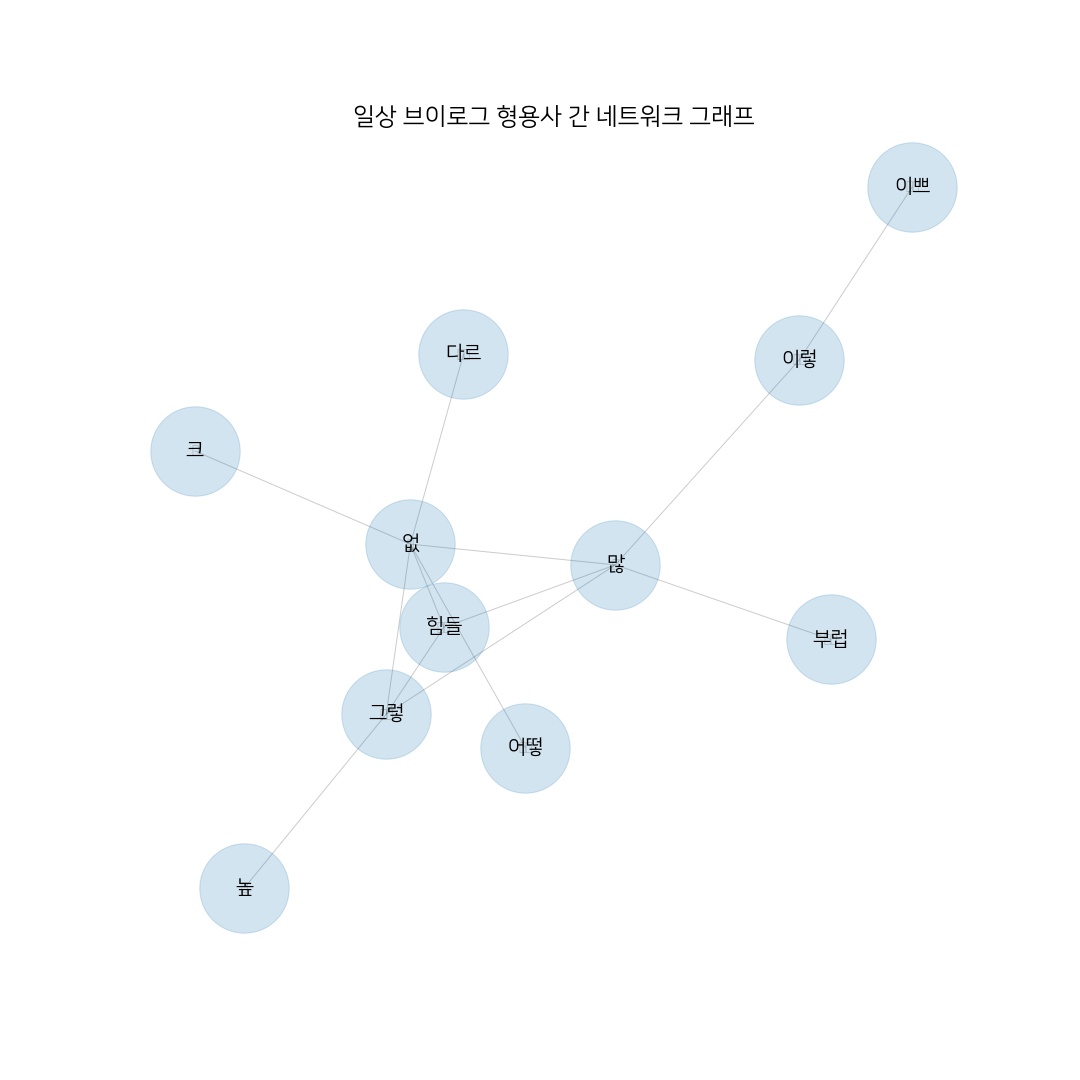 일상 브이로그 형용사 간 네트워크 그래프
이쁘
다르
이렇
크
없
많
힘들
부럽
그렇
어떻
높